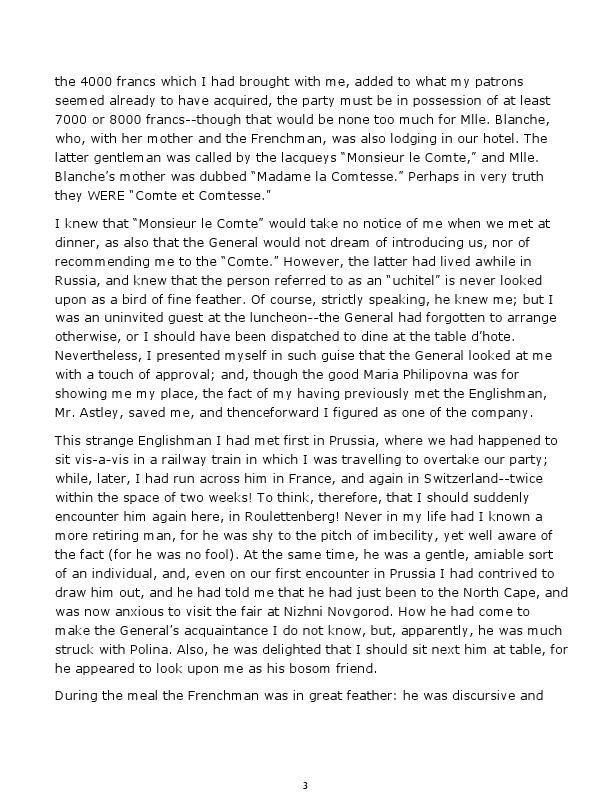 the 4000 francs which I had brought with me, added to what my patrons
seemed already to have acquired, the party must be in possession of at least
7000 or 8000 francs--though that would be none too much for Mlle. Blanche,
who, with her mother and the Frenchman, was also lodging in our hotel. The
latter gentleman was called by the lacqueys “Monsieur le Comte,” and Mlle.
Blanche’s mother was dubbed “Madame la Comtesse.” Perhaps in very truth
they WERE “Comte et Comtesse.”
I knew that “Monsieur le Comte” would take no notice of me when we met at
dinner, as also that the General would not dream of introducing us, nor of
recommending me to the “Comte.” However, the latter had lived awhile in
Russia, and knew that the person referred to as an “uchitel” is never looked
upon as a bird of fine feather. Of course, strictly speaking, he knew me; but I
was an uninvited guest at the luncheon--the General had forgotten to arrange
otherwise, or I should have been dispatched to dine at the table d’hote.
Nevertheless, I presented myself in such guise that the General looked at me
with a touch of approval; and, though the good Maria Philipovna was for
showing me my place, the fact of my having previously met the Englishman,
Mr. Astley, saved me, and thenceforward I figured as one of the company.
This strange Englishman I had met first in Prussia, where we had happened to
sit vis-a-vis in a railway train in which I was travelling to overtake our party;
while, later, I had run across him in France, and again in Switzerland--twice
within the space of two weeks! To think, therefore, that I should suddenly
encounter him again here, in Roulettenberg! Never in my life had I known a
more retiring man, for he was shy to the pitch of imbecility, yet well aware of
the fact (for he was no fool). At the same time, he was a gentle, amiable sort
of an individual, and, even on our first encounter in Prussia I had contrived to
draw him out, and he had told me that he had just been to the North Cape, and
was now anxious to visit the fair at Nizhni Novgorod. How he had come to
make the General’s acquaintance I do not know, but, apparently, he was much
struck with Polina. Also, he was delighted that I should sit next him at table, for
he appeared to look upon me as his bosom friend.
During the meal the Frenchman was in great feather: he was discursive and
3